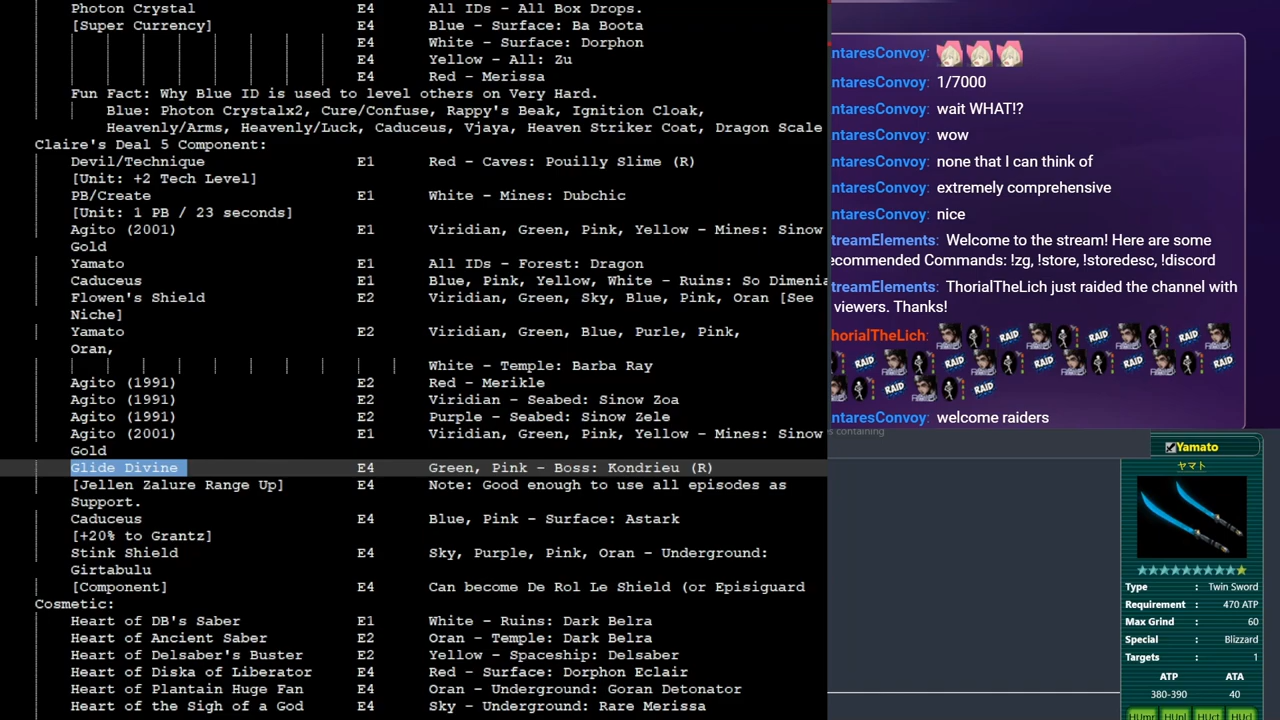 Photon Crystal E4 All IDs - All Box Drops.
[Super Currency] E4 Blue - Surface: Ba Boota
E4 White - Surface: Dorphon
E4 Yellow - All: Zu
E4 Red - Merissa
Fun Fact: Why Blue ID is used to level others on Very Hard.
Blue: Photon Crystalx2, Cure/Confuse, Rappy's Beak, Ignition Cloak,
Heavenly/Arms, Heavenly/Luck, Caduceus, Vjaya, Heaven Striker Coat, Dragon Scale
Claire's Deal 5 Component:
Devil/Technique E1 Red - Caves: Pouilly Slime (R)
[Unit: +2 Tech Level]
PB/Create E1 White - Mines: Dubchic
[Unit: 1 PB / 23 seconds]
Agito (2001) E1 Viridian, Green, Pink, Yellow - Mines: Sinow
Gold
Yamato E1 All IDs - Forest: Dragon
Caduceus E1 Blue, Pink, Yellow, White - Ruins: So Dimenia
Flowen's Shield E2 Viridian, Green, Sky, Blue, Pink, Oran [See
Niche]
Yamato E2 Viridian, Green, Blue, Purle, Pink,
Oran,
White - Temple: Barba Ray
Agito (1991) E2 Red - Merikle
Agito (1991) E2 Viridian - Seabed: Sinow Zoa
Agito (1991) E2 Purple - Seabed: Sinow Zele
Agito (2001) E1 Viridian, Green, Pink, Yellow - Mines: Sinow
Gold
Glide Divine E4 Green, Pink - Boss: Kondrieu (R)
[Jellen Zalure Range Up] E4 Note: Good enough to use all episodes as
Support.
Caduceus E4 Blue, Pink - Surface: Astark
[+20% to Grantz]
Stink Shield E4 Sky, Purple, Pink, Oran - Underground:
Girtabulu
[Component] E4 Can become De Rol Le Shield (or Episiguard
Cosmetic:
Heart of DB's Saber E1 White - Ruins: Dark Belra
Heart of Ancient Saber E2 Oran - Temple: Dark Belra
Heart of Delsaber's Buster E2 Yellow - Spaceship: Delsaber
Heart of Diska of Liberator E4 Red - Surface: Dorphon Eclair
Heart of Plantain Huge Fan E4 Oran - Underground: Goran Detonator
Heart of the Sigh of a God E4 Sky - Underground: Rare Merissa
ntaresConvoy:
ntaresConvoy: 1/7000
ntaresConvoy: wait WHAT!?
ntaresConvoy: wow
ntaresConvoy: none that I can think of
ntaresConvoy: extremely comprehensive
ntaresConvoy: nice
treamElements: Welcome to the stream! Here are some
ecommended Commands: !zg, !store, !storedesc, !discord
treamElements: ThorialTheLich just raided the channel with
viewers. Thanks!
horialTheLich: RAID RAID RAID
RAID RAID RAID RAID RAID
RAID RAID
ntaresConvoy: welcome raiders
es containing
Yamato
ヤマト
Type : Twin Sword
Requirement : 470 ATP
Max Grind : 60
Special : Blizzard
Targets : 1
ATP ATA
380-390 40
HUmr HUnl HUct HUcl